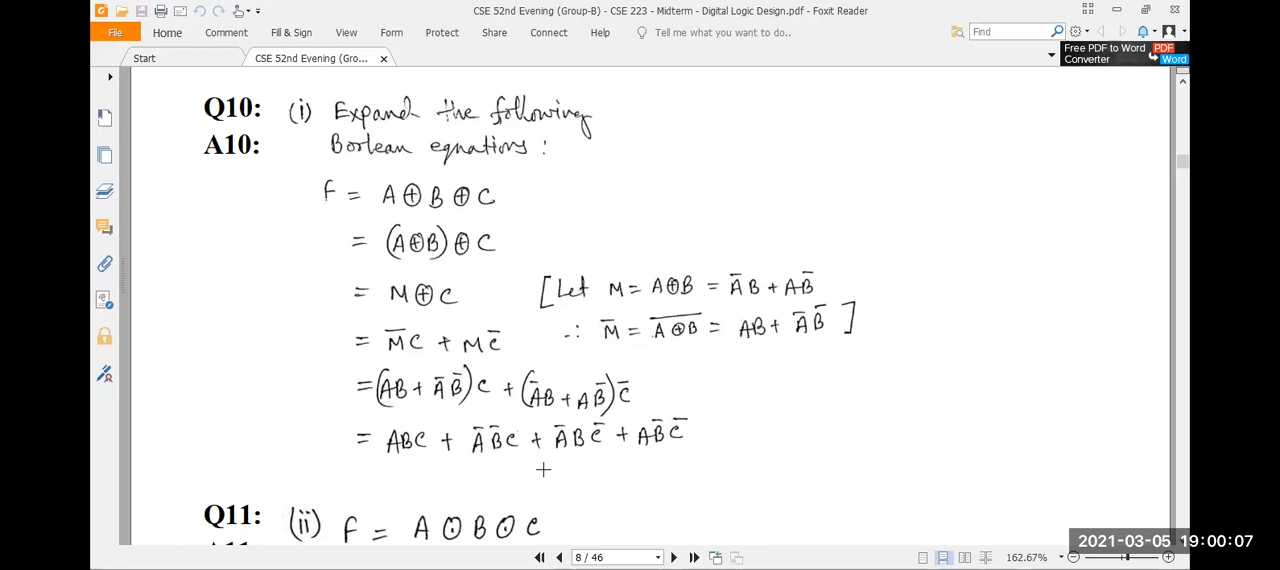 CSE 52nd Evening (Group-B) - CSE 223 - Midterm - Digital Logic Design.pdf - Foxit Reader
File Home Comment Fill & Sign View Form Protect Share Connect Help Tell me what you want to do.. Find
Start CSE 52nd Evening (Gro... Free PDF to Word Converter PDF Word
Q10: (i) Expand the following
A10: Boolean equations :
F = A ⊕ B ⊕ C
= (A⊕B) ⊕ C
= M ⊕ C [Let M = A⊕B = A̅B + AB̅
= M̅C + MC̅ ∴ M̅ = \overline{A⊕B} = AB + A̅B̅ ]
= (AB + A̅B̅)C + (A̅B + AB̅)C̅
= ABC + A̅B̅C + A̅BC̅ + AB̅C̅
Q11: (ii) F = A ⊙ B ⊙ C
2021-03-05 19:00:07
8 / 46 162.67%